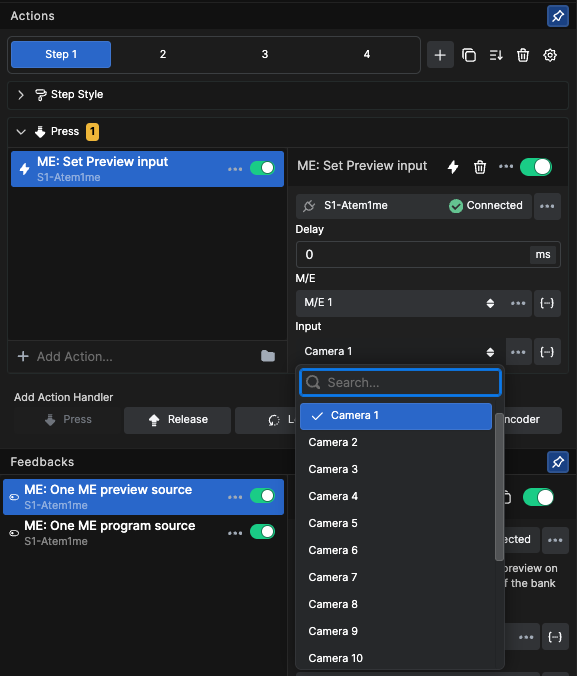 Actions
Step 1 2 3 4
Step Style
Press 1
ME: Set Preview input
S1-Atem1me
ME: Set Preview input
S1-Atem1me Connected
Delay
0 ms
M/E
M/E 1
Input
Camera 1
Add Action...
Search...
Camera 1
Camera 2
Camera 3
Camera 4
Camera 5
Camera 6
Camera 7
Camera 8
Camera 9
Camera 10
Add Action Handler
Press Release
Feedbacks
ME: One ME preview source
S1-Atem1me
ME: One ME program source
S1-Atem1me
preview on
the bank